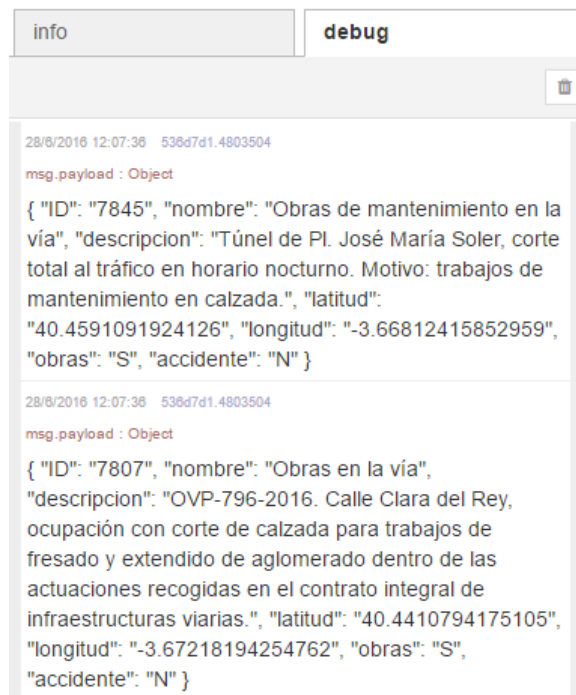 info
debug
28/6/2016 12:07:36 536d7d1.4803504
msg.payload : Object
{ "ID": "7845", "nombre": "Obras de mantenimiento en la
vía", "descripcion": "Túnel de Pl. José María Soler, corte
total al tráfico en horario nocturno. Motivo: trabajos de
mantenimiento en calzada.", "latitud":
"40.4591091924126", "longitud": "-3.66812415852959",
"obras": "S", "accidente": "N" }
28/6/2016 12:07:36 536d7d1.4803504
msg.payload : Object
{ "ID": "7807", "nombre": "Obras en la vía",
"descripcion": "OVP-796-2016. Calle Clara del Rey,
ocupación con corte de calzada para trabajos de
fresado y extendido de aglomerado dentro de las
actuaciones recogidas en el contrato integral de
infraestructuras viarias.", "latitud": "40.4410794175105",
"longitud": "-3.67218194254762", "obras": "S",
"accidente": "N" }